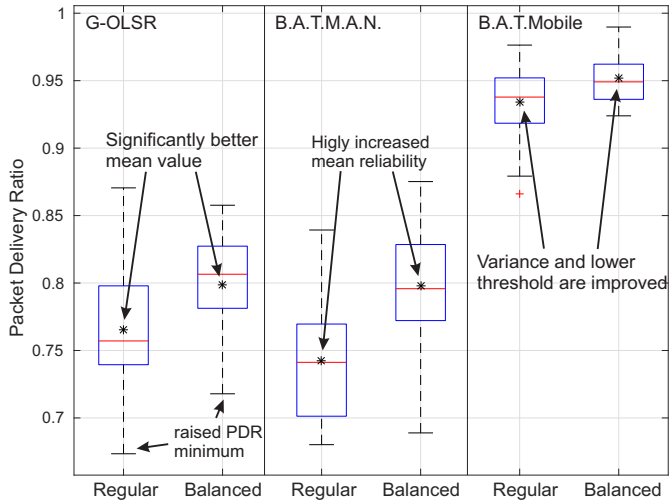 G-OLSR
B.A.T.M.A.N.
B.A.T.Mobile
Packet Delivery Ratio
1
0.95
0.9
0.85
0.8
0.75
0.7
Significantly better
mean value
Higly increased
mean reliability
Variance and lower
threshold are improved
raised PDR
minimum
Regular
Balanced
Regular
Balanced
Regular
Balanced